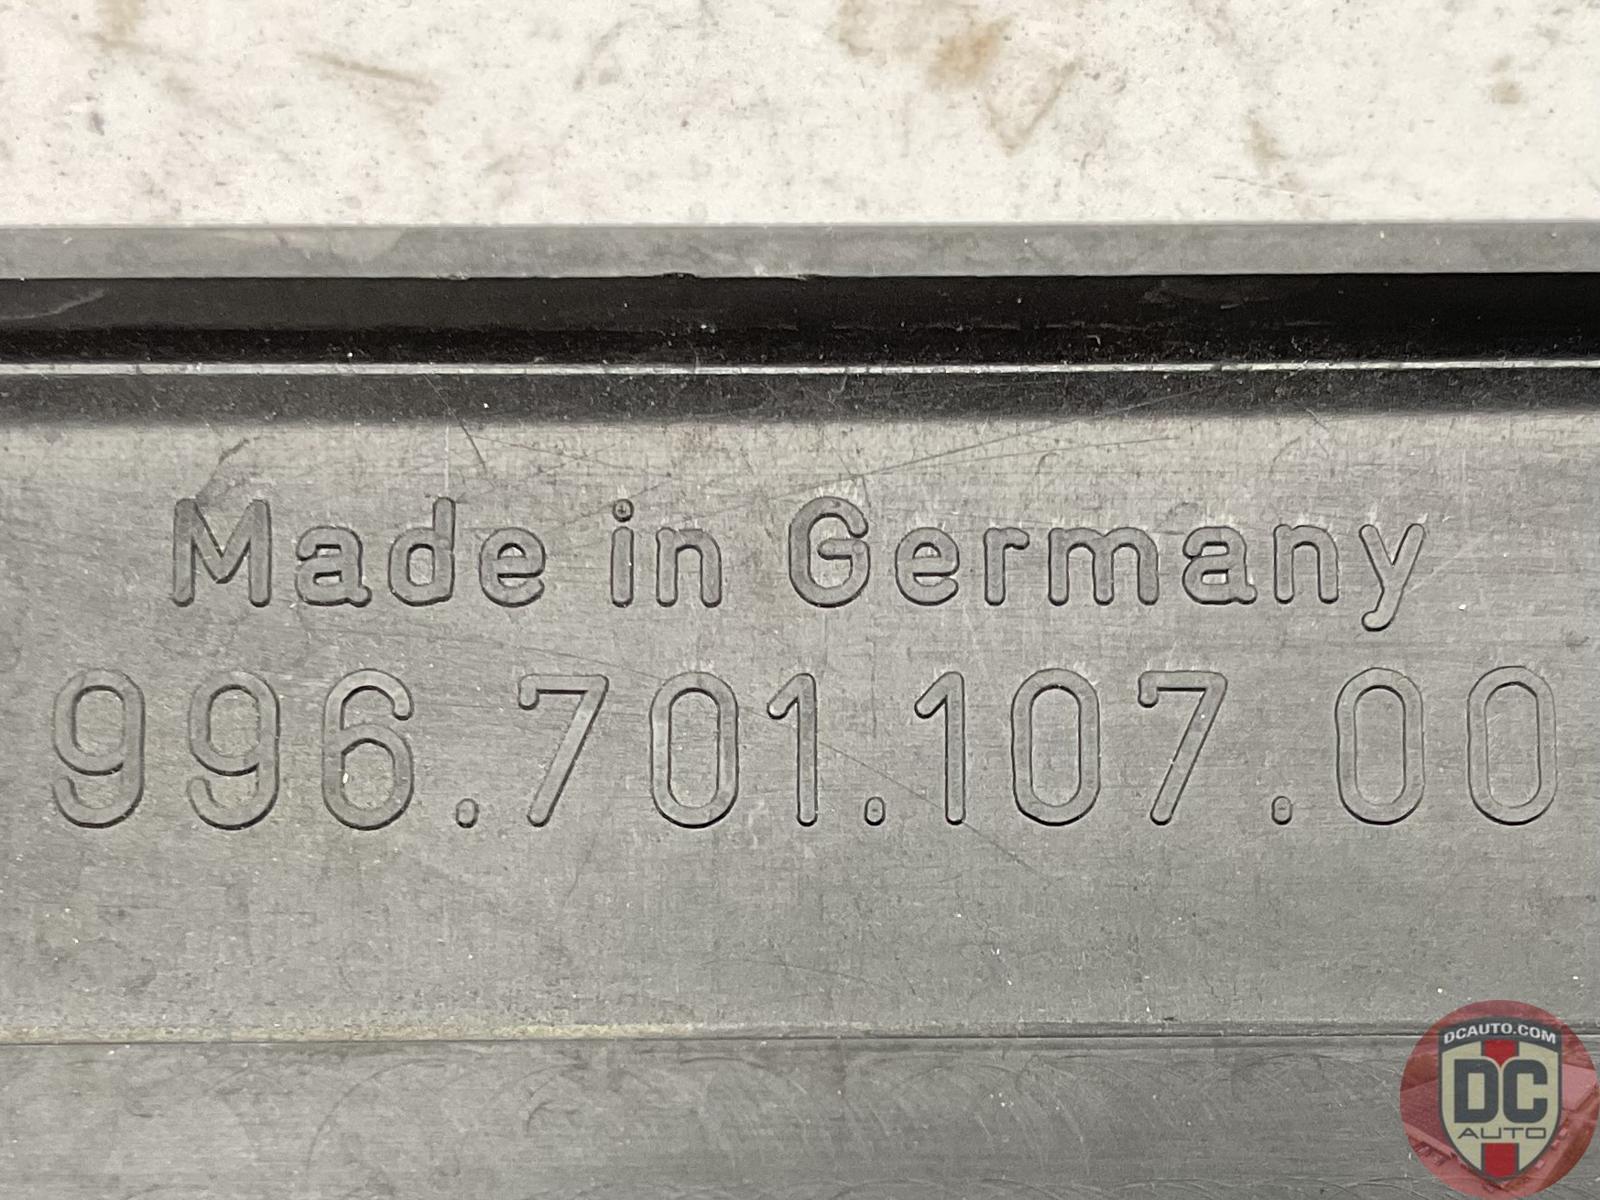 Made in Germany
996.701.107.00
DCAUTO.COM
DC
AUTO